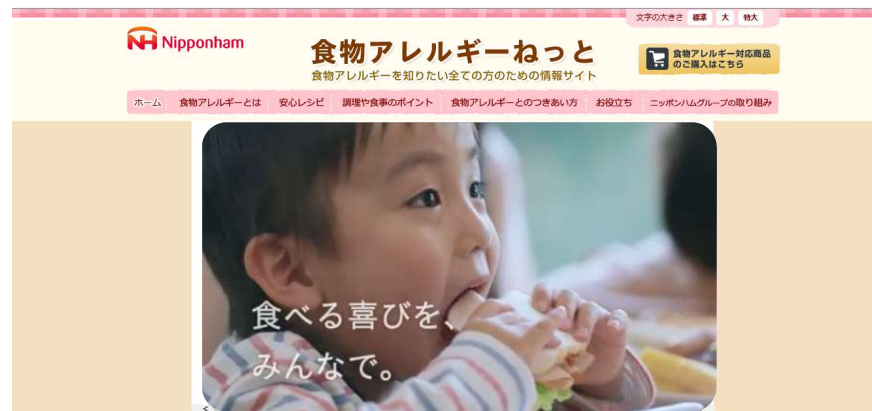 文字の大きさ 標準 大 特大
Nipponham
食物アレルギーねっと
食物アレルギーを知りたい全ての方のための情報サイト
食物アレルギー対応商品
のご購入はこちら
ホーム 食物アレルギーとは 安心レシピ 調理や食事のポイント 食物アレルギーとのつきあい方 お役立ち ニッポンハムグループの取り組み
食べる喜びを、
みんなで。